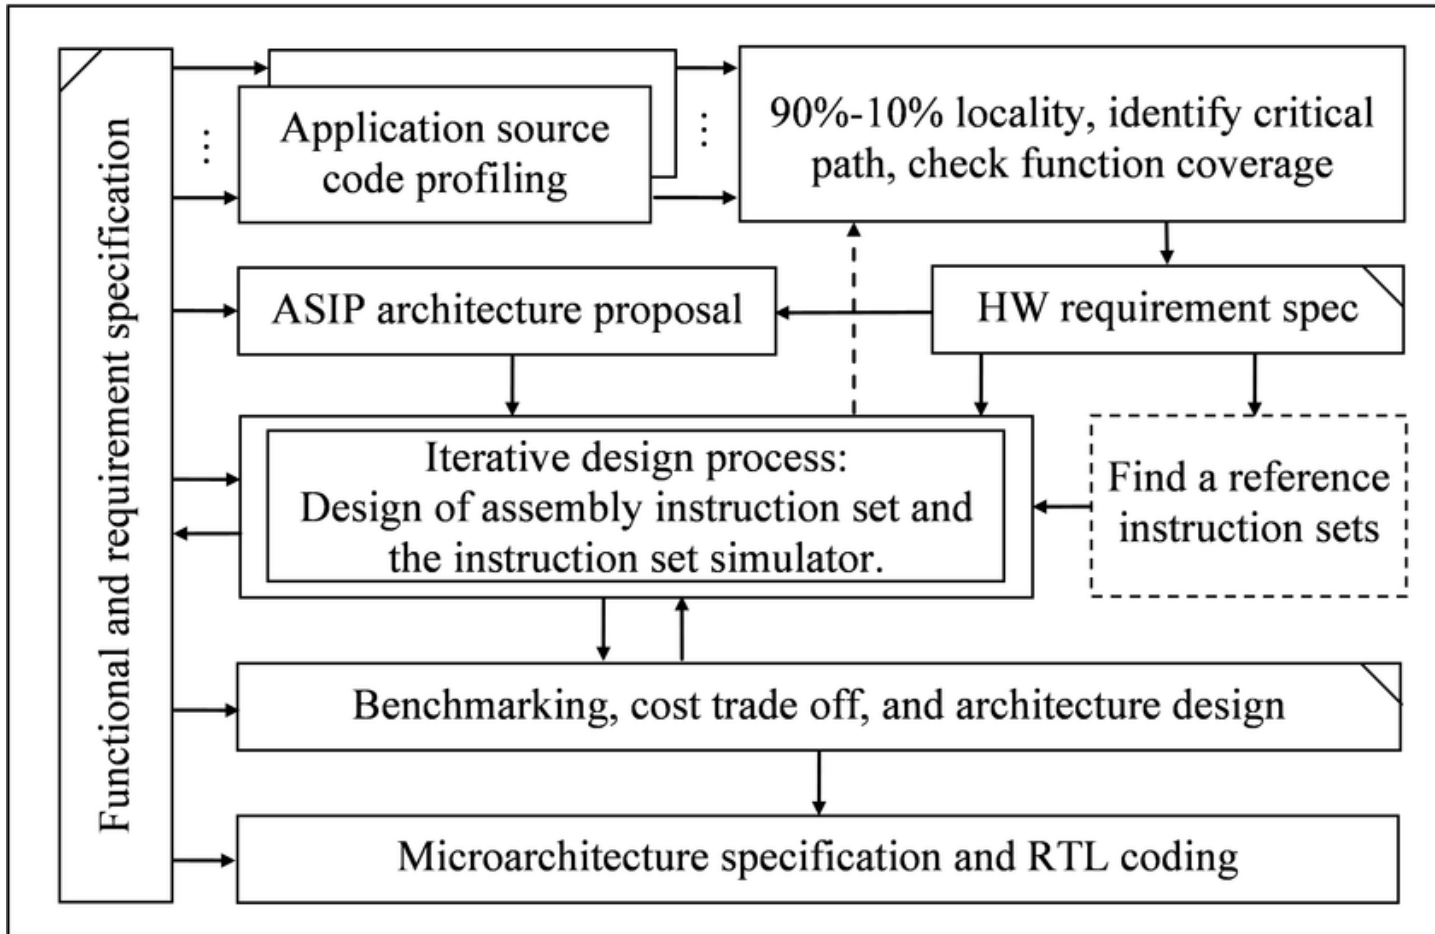 Functional and requirement specification
⋮
Application source
code profiling
⋮
90%-10% locality, identify critical
path, check function coverage
ASIP architecture proposal
HW requirement spec
Iterative design process:
Design of assembly instruction set and
the instruction set simulator.
Find a reference
instruction sets
Benchmarking, cost trade off, and architecture design
Microarchitecture specification and RTL coding